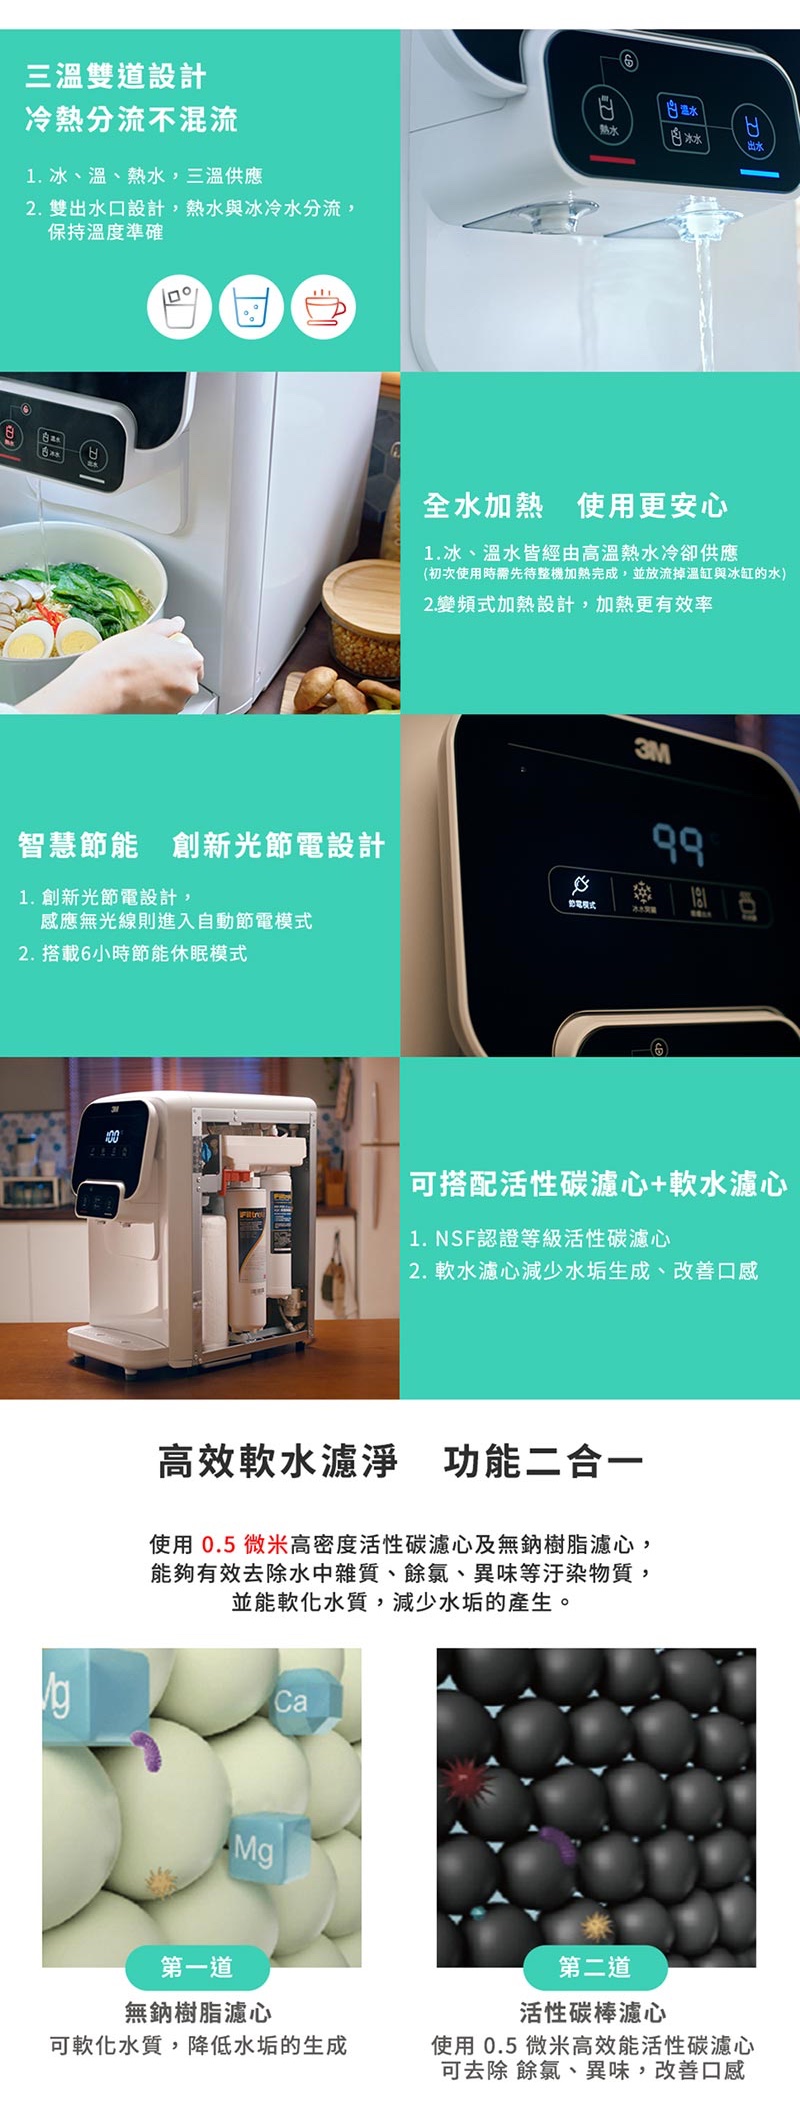 三溫雙道設計
冷熱分流不混流
1. 冰、溫、熱水，三溫供應
2. 雙出水口設計，熱水與冰冷水分流，
保持溫度準確
熱水
溫水
冰水
出水
熱水
溫水
冰水
出水
全水加熱 使用更安心
1.冰、溫水皆經由高溫熱水冷卻供應
(初次使用時需先待整機加熱完成，並放流掉溫缸與冰缸的水)
2.變頻式加熱設計，加熱更有效率
智慧節能 創新光節電設計
1. 創新光節電設計，
感應無光線則進入自動節電模式
2. 搭載6小時節能休眠模式
3M
99
節電模式
冰水開關
3M
100
Filtrete
可搭配活性碳濾心+軟水濾心
1. NSF認證等級活性碳濾心
2. 軟水濾心減少水垢生成、改善口感
高效軟水濾淨 功能二合一
使用 0.5 微米高密度活性碳濾心及無鈉樹脂濾心，
能夠有效去除水中雜質、餘氯、異味等汙染物質，
並能軟化水質，減少水垢的產生。
Mg
Ca
Mg
第一道
無鈉樹脂濾心
可軟化水質，降低水垢的生成
第二道
活性碳棒濾心
使用 0.5 微米高效能活性碳濾心
可去除 餘氯、異味，改善口感